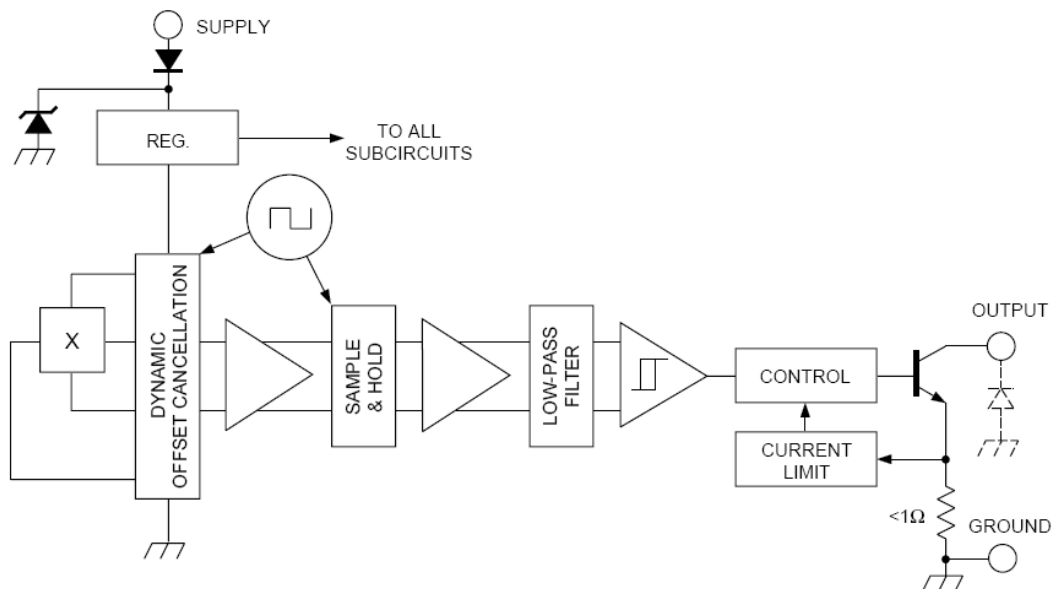 SUPPLY
REG.
TO ALL
SUBCIRCUITS
X
DYNAMIC
OFFSET CANCELLATION
SAMPLE
& HOLD
LOW-PASS
FILTER
CONTROL
CURRENT
LIMIT
OUTPUT
<1Ω
GROUND